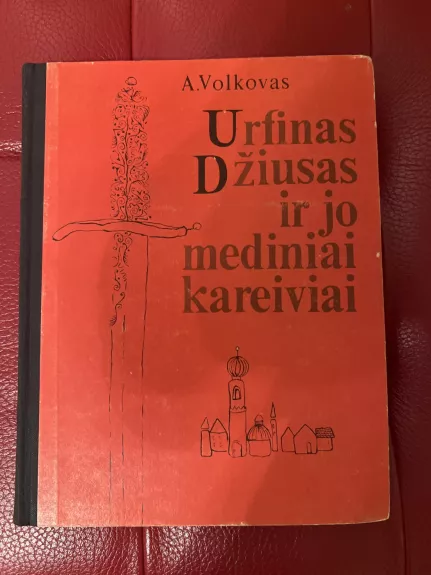 A.Volkovas
Urfinas
Džiusas
ir jo
mediniai
kareiviai